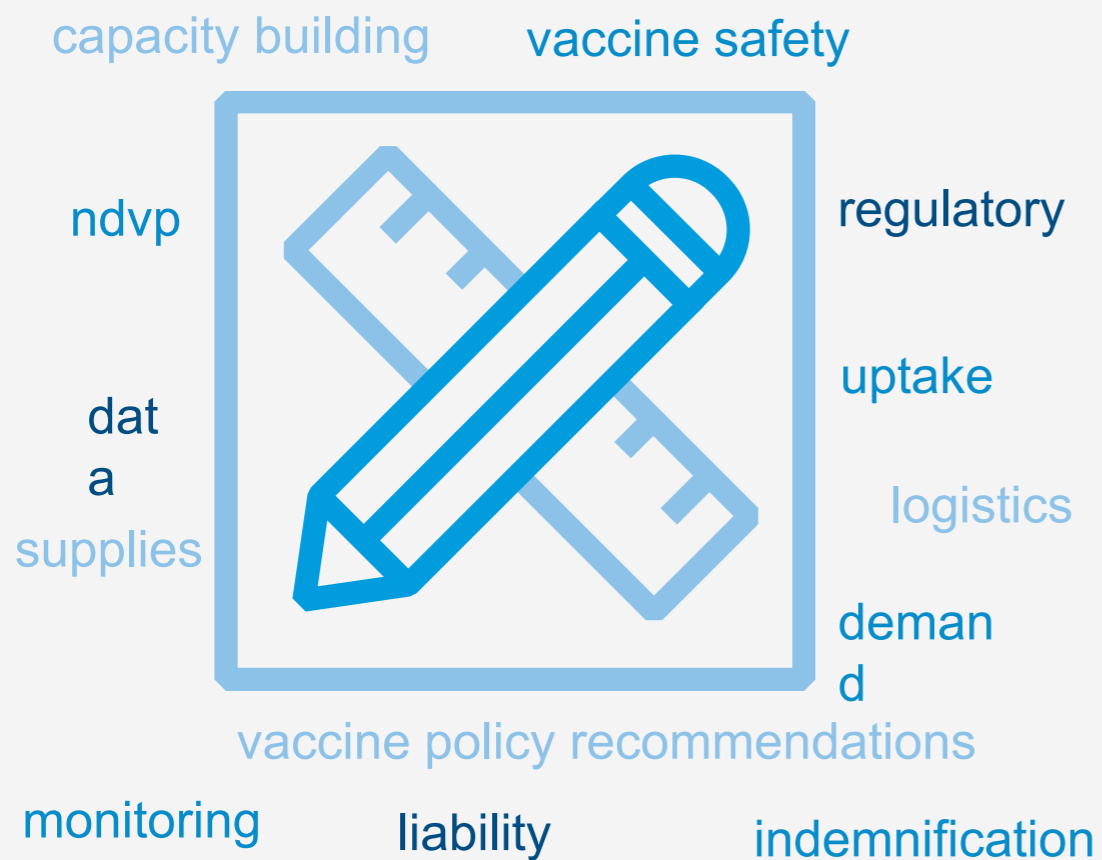 capacity building
vaccine safety
ndvp
regulatory
uptake
dat
a
supplies
logistics
deman
d
vaccine policy recommendations
monitoring
liability
indemnification